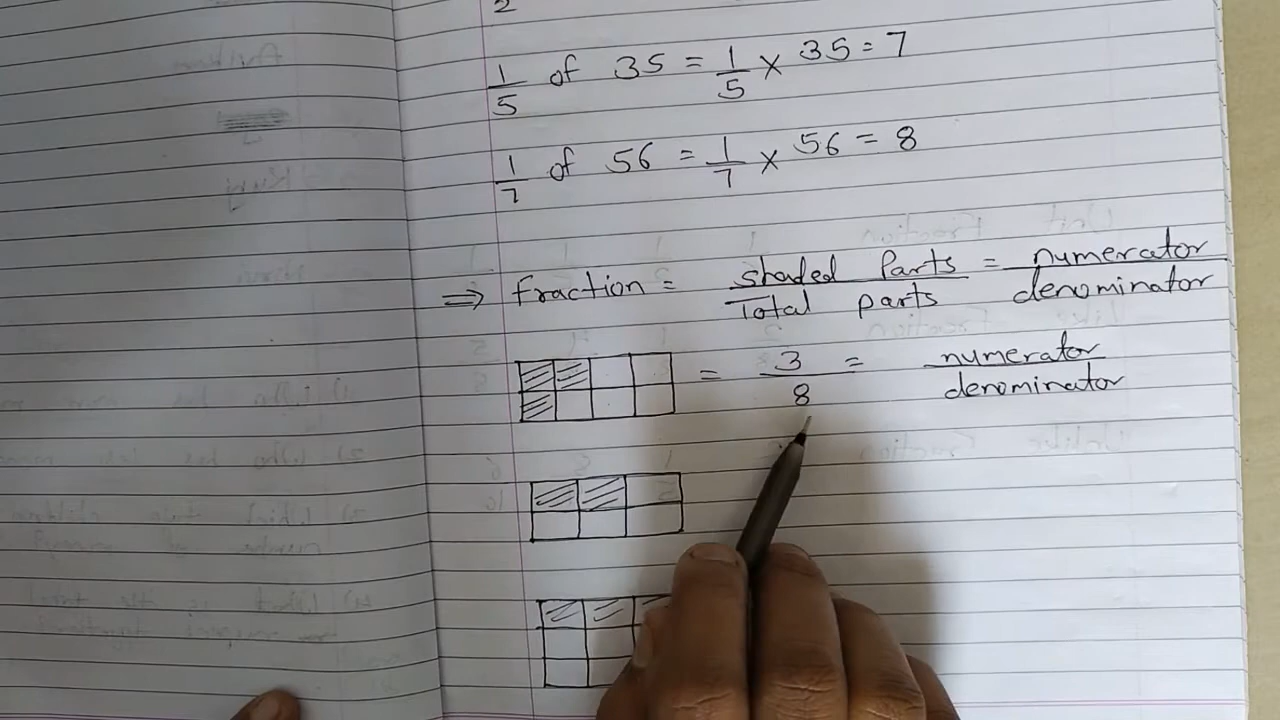 2
1/5 of 35 = 1/5 × 35 = 7
1/7 of 56 = 1/7 × 56 = 8
⇒ fraction = shaded Parts / Total parts = numerator / denominator
= 3/8 = numerator / denominator